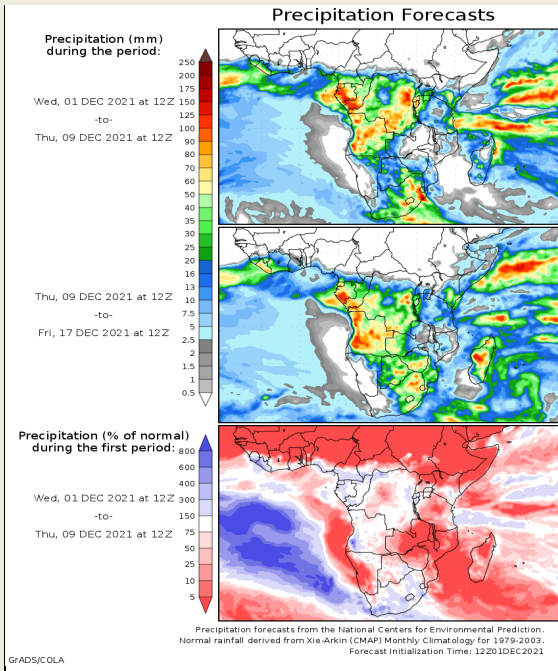 Precipitation Forecasts
Precipitation (mm)
during the period:
Wed, 01 DEC 2021 at 12Z
-to-
Thu, 09 DEC 2021 at 12Z
250
200
175
150
125
100
90
80
70
60
50
40
35
30
25
20
16
13
10
7.5
5
2.5
2
1.5
1
0.5
Thu, 09 DEC 2021 at 12Z
-to-
Fri, 17 DEC 2021 at 12Z
Precipitation (% of normal)
during the first period:
Wed, 01 DEC 2021 at 12Z
-to-
Thu, 09 DEC 2021 at 12Z
800
600
400
300
150
75
50
25
10
5
Precipitation forecasts from the National Centers for Environmental Prediction.
Normal rainfall derived from Xie-Arkin (CMAP) Monthly Climatology for 1979-2003.
Forecast Initialization Time: 12Z01DEC2021
GrADS/COLA